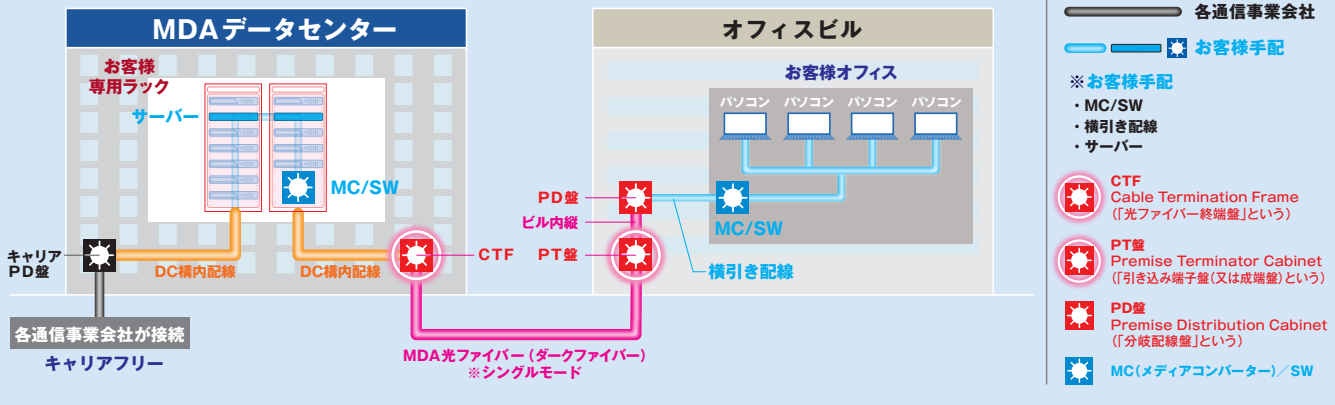 MDAデータセンター
お客様
専用ラック
サーバー
MC/SW
キャリア
PD盤
DC構内配線
DC構内配線
CTF
各通信事業会社が接続
キャリアフリー
オフィスビル
お客様オフィス
パソコン
パソコン
パソコン
パソコン
PD盤
ビル内縦
MC/SW
PT盤
横引き配線
MDA光ファイバー（ダークファイバー）
※シングルモード
各通信事業会社
お客様手配
※お客様手配
・MC/SW
・横引き配線
・サーバー
CTF
Cable Termination Frame
（「光ファイバー終端盤」という）
PT盤
Premise Terminator Cabinet
（「引き込み端子盤（又は成端盤）という）
PD盤
Premise Distribution Cabinet
（「分岐配線盤」という）
MC（メディアコンバーター）／SW